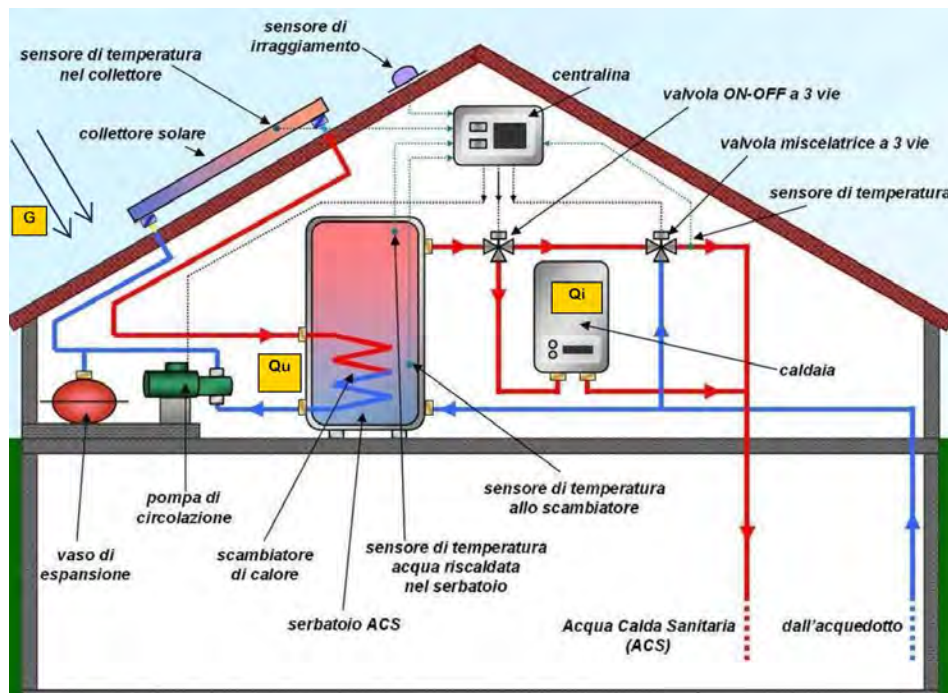 sensore di
irraggiamento
sensore di temperatura
nel collettore
centralina
valvola ON-OFF a 3 vie
collettore solare
valvola miscelatrice a 3 vie
sensore di temperatura
G
Qi
caldaia
Qu
pompa di
circolazione
sensore di temperatura
allo scambiatore
vaso di
espansione
scambiatore
di calore
sensore di temperatura
acqua riscaldata
nel serbatoio
serbatoio ACS
Acqua Calda Sanitaria
(ACS)
dall'acquedotto